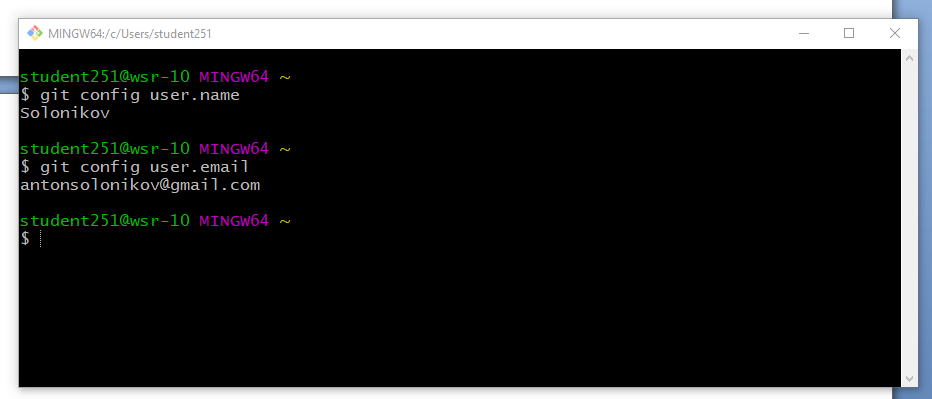 MINGW64:/c/Users/student251
student251@wsr-10 MINGW64 ~
$ git config user.name
Solonikov
student251@wsr-10 MINGW64 ~
$ git config user.email
antonsolonikov@gmail.com
student251@wsr-10 MINGW64 ~
$